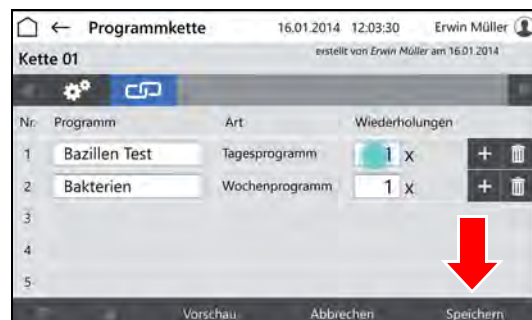 Programmkette 16.01.2014 12:03:30 Erwin Müller
Kette 01 erstellt von Erwin Müller am 16.01.2014
Nr. Programm Art Wiederholungen
1 Bazillen Test Tagesprogramm 1 x
2 Bakterien Wochenprogramm 1 x
3
4
5
Vorschau Abbrechen Speichern